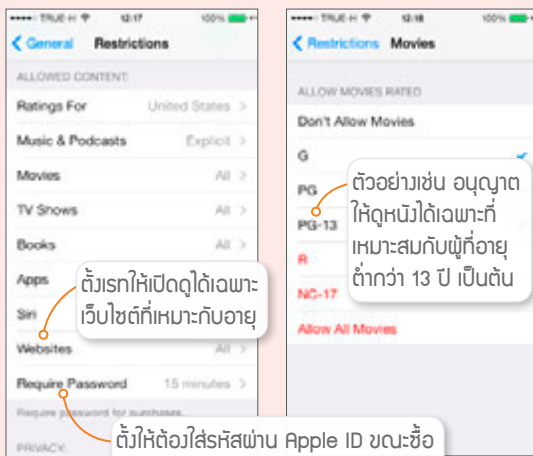 TRUE-H 12:17 100%
General Restrictions
ALLOWED CONTENT:
Ratings For United States
Music & Podcasts Explicit
Movies All
TV Shows All
Books All
Apps
Siri
Websites All
Require Password 15 minutes
Require password for purchases.
PRIVACY:
ตั้งเรทให้เปิดดูได้เฉพาะ
เว็บไซต์ที่เหมาะกับอายุ
ตั้งให้ต้องใส่รหัสผ่าน Apple ID ขณะซื้อ
TRUE-H 12:18 100%
Restrictions Movies
ALLOW MOVIES RATED
Don't Allow Movies
G
PG
PG-13
R
NC-17
Allow All Movies
ตัวอย่างเช่น อนุญาต
ให้ดูหนังได้เฉพาะที่
เหมาะสมกับผู้ที่อายุ
ต่ำกว่า 13 ปี เป็นต้น